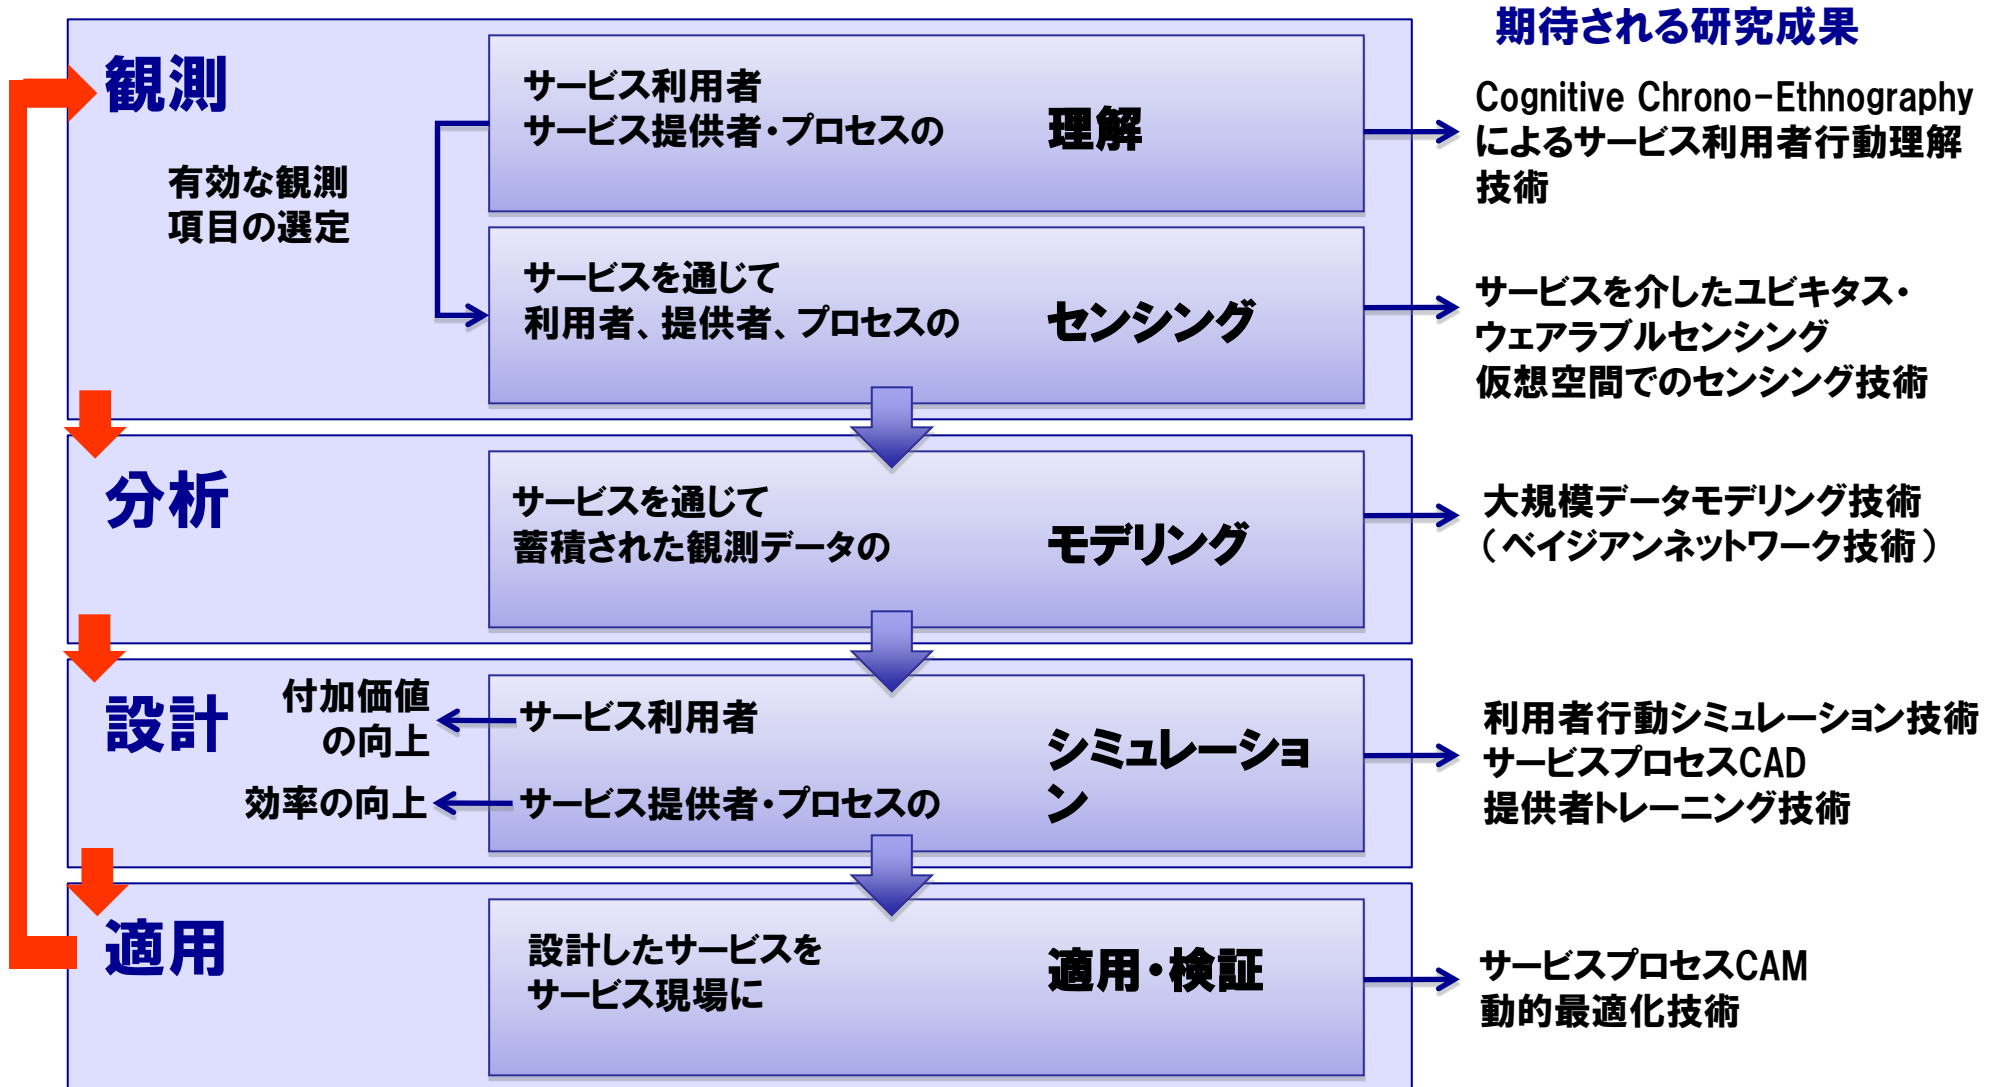 期待される研究成果
観測
サービス利用者
サービス提供者・プロセスの
理解
Cognitive Chrono-Ethnography
によるサービス利用者行動理解
技術
有効な観測
項目の選定
サービスを通じて
利用者、提供者、プロセスの
センシング
サービスを介したユビキタス・
ウェアラブルセンシング
仮想空間でのセンシング技術
分析
サービスを通じて
蓄積された観測データの
モデリング
大規模データモデリング技術
（ベイジアンネットワーク技術）
設計
付加価値
の向上
効率の向上
サービス利用者
サービス提供者・プロセスの
シミュレーショ
ン
利用者行動シミュレーション技術
サービスプロセスCAD
提供者トレーニング技術
適用
設計したサービスを
サービス現場に
適用・検証
サービスプロセスCAM
動的最適化技術